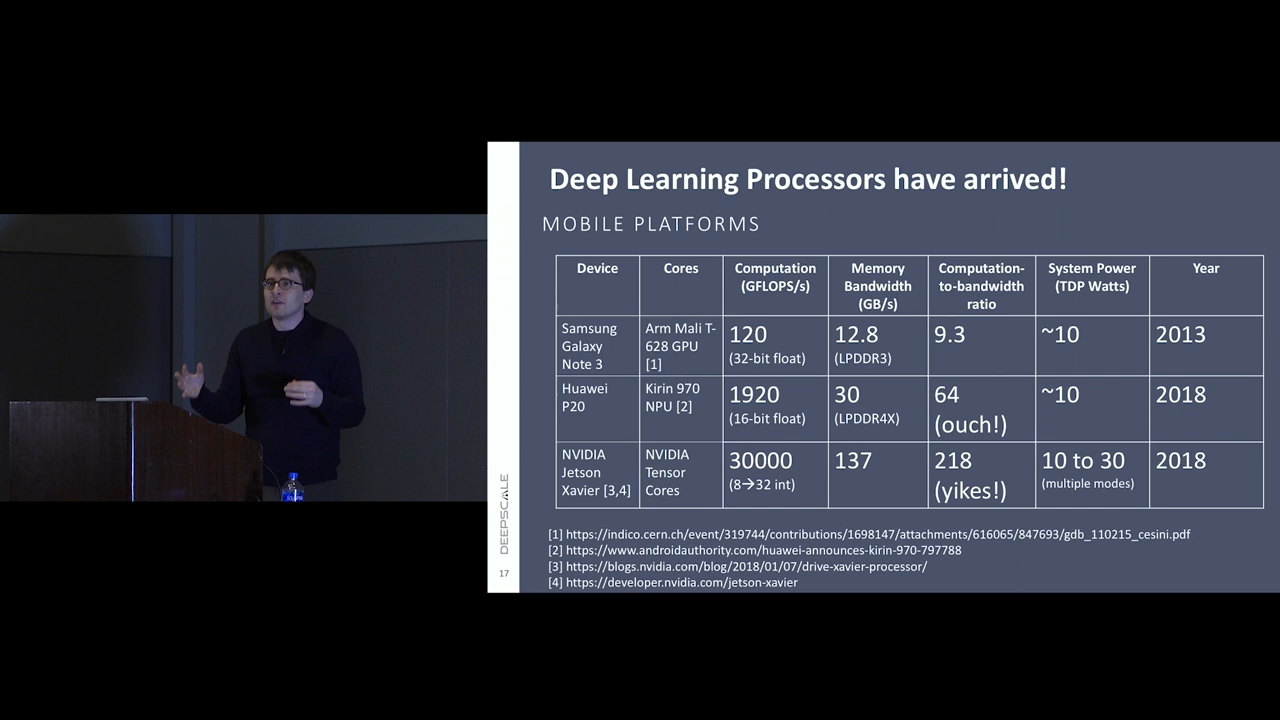 Deep Learning Processors have arrived!
MOBILE PLATFORMS
Device Cores Computation (GFLOPS/s) Memory Bandwidth (GB/s) Computation-to-bandwidth ratio System Power (TDP Watts) Year
Samsung Galaxy Note 3 Arm Mali T-628 GPU [1] 120 (32-bit float) 12.8 (LPDDR3) 9.3 ~10 2013
Huawei P20 Kirin 970 NPU [2] 1920 (16-bit float) 30 (LPDDR4X) 64 (ouch!) ~10 2018
NVIDIA Jetson Xavier [3,4] NVIDIA Tensor Cores 30000 (8→32 int) 137 218 (yikes!) 10 to 30 (multiple modes) 2018
[1] https://indico.cern.ch/event/319744/contributions/1698147/attachments/616065/847693/gdb_110215_cesini.pdf
[2] https://www.androidauthority.com/huawei-announces-kirin-970-797788
[3] https://blogs.nvidia.com/blog/2018/01/07/drive-xavier-processor/
[4] https://developer.nvidia.com/jetson-xavier
DEEPSCALE
17